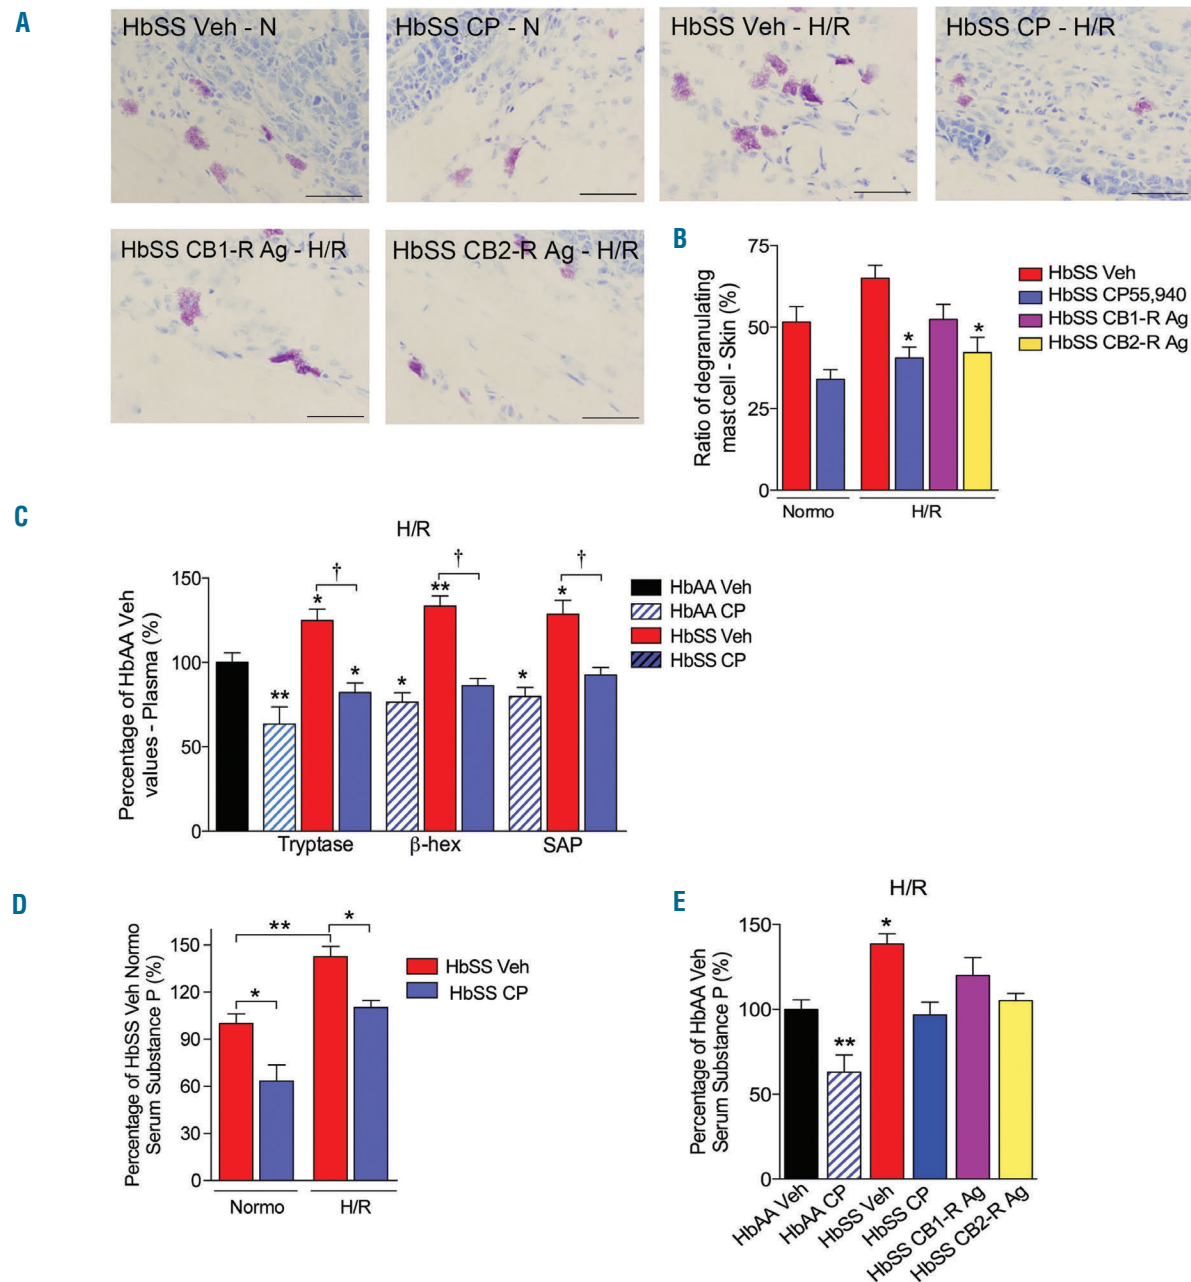 A
HbSS Veh - N
HbSS CP - N
HbSS Veh - H/R
HbSS CP - H/R
HbSS CB1-R Ag - H/R
HbSS CB2-R Ag - H/R
B
Ratio of degranulating
mast cell - Skin (%)
75
50
25
0
*
*
Normo
H/R
HbSS Veh
HbSS CP55,940
HbSS CB1-R Ag
HbSS CB2-R Ag
C
H/R
Percentage of HbAA Veh
values - Plasma (%)
150
100
50
0
**
*
†
*
*
**
†
*
*
†
Tryptase
β-hex
SAP
HbAA Veh
HbAA CP
HbSS Veh
HbSS CP
D
Percentage of HbSS Veh Normo
Serum Substance P (%)
150
120
90
60
30
0
*
**
*
Normo
H/R
HbSS Veh
HbSS CP
E
H/R
Percentage of HbAA Veh
Serum Substance P (%)
150
100
50
0
**
*
HbAA Veh
HbAA CP
HbSS Veh
HbSS CP
HbSS CB1-R Ag
HbSS CB2-R Ag